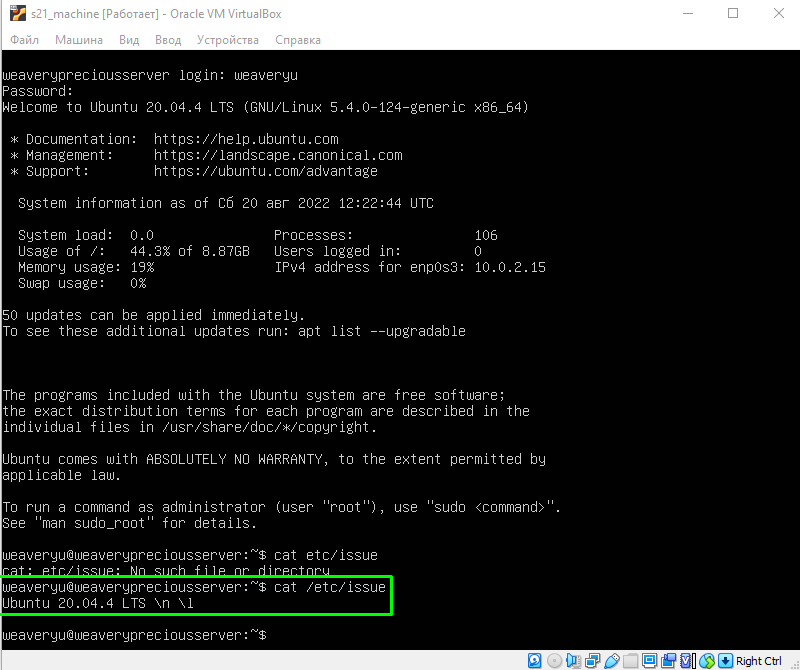 s21_machine [Работает] - Oracle VM VirtualBox
Файл Машина Вид Ввод Устройства Справка
weaverypreciousserver login: weaveryu
Password:
Welcome to Ubuntu 20.04.4 LTS (GNU/Linux 5.4.0-124-generic x86_64)
* Documentation: https://help.ubuntu.com
* Management: https://landscape.canonical.com
* Support: https://ubuntu.com/advantage
System information as of Сб 20 авг 2022 12:22:44 UTC
System load: 0.0 Processes: 106
Usage of /: 44.3% of 8.87GB Users logged in: 0
Memory usage: 19% IPv4 address for enp0s3: 10.0.2.15
Swap usage: 0%
50 updates can be applied immediately.
To see these additional updates run: apt list --upgradable
The programs included with the Ubuntu system are free software;
the exact distribution terms for each program are described in the
individual files in /usr/share/doc/*/copyright.
Ubuntu comes with ABSOLUTELY NO WARRANTY, to the extent permitted by
applicable law.
To run a command as administrator (user "root"), use "sudo <command>".
See "man sudo_root" for details.
weaveryu@weaverypreciousserver:~$ cat etc/issue
cat: etc/issue: No such file or directory
weaveryu@weaverypreciousserver:~$ cat /etc/issue
Ubuntu 20.04.4 LTS \n \l
weaveryu@weaverypreciousserver:~$
Right Ctrl